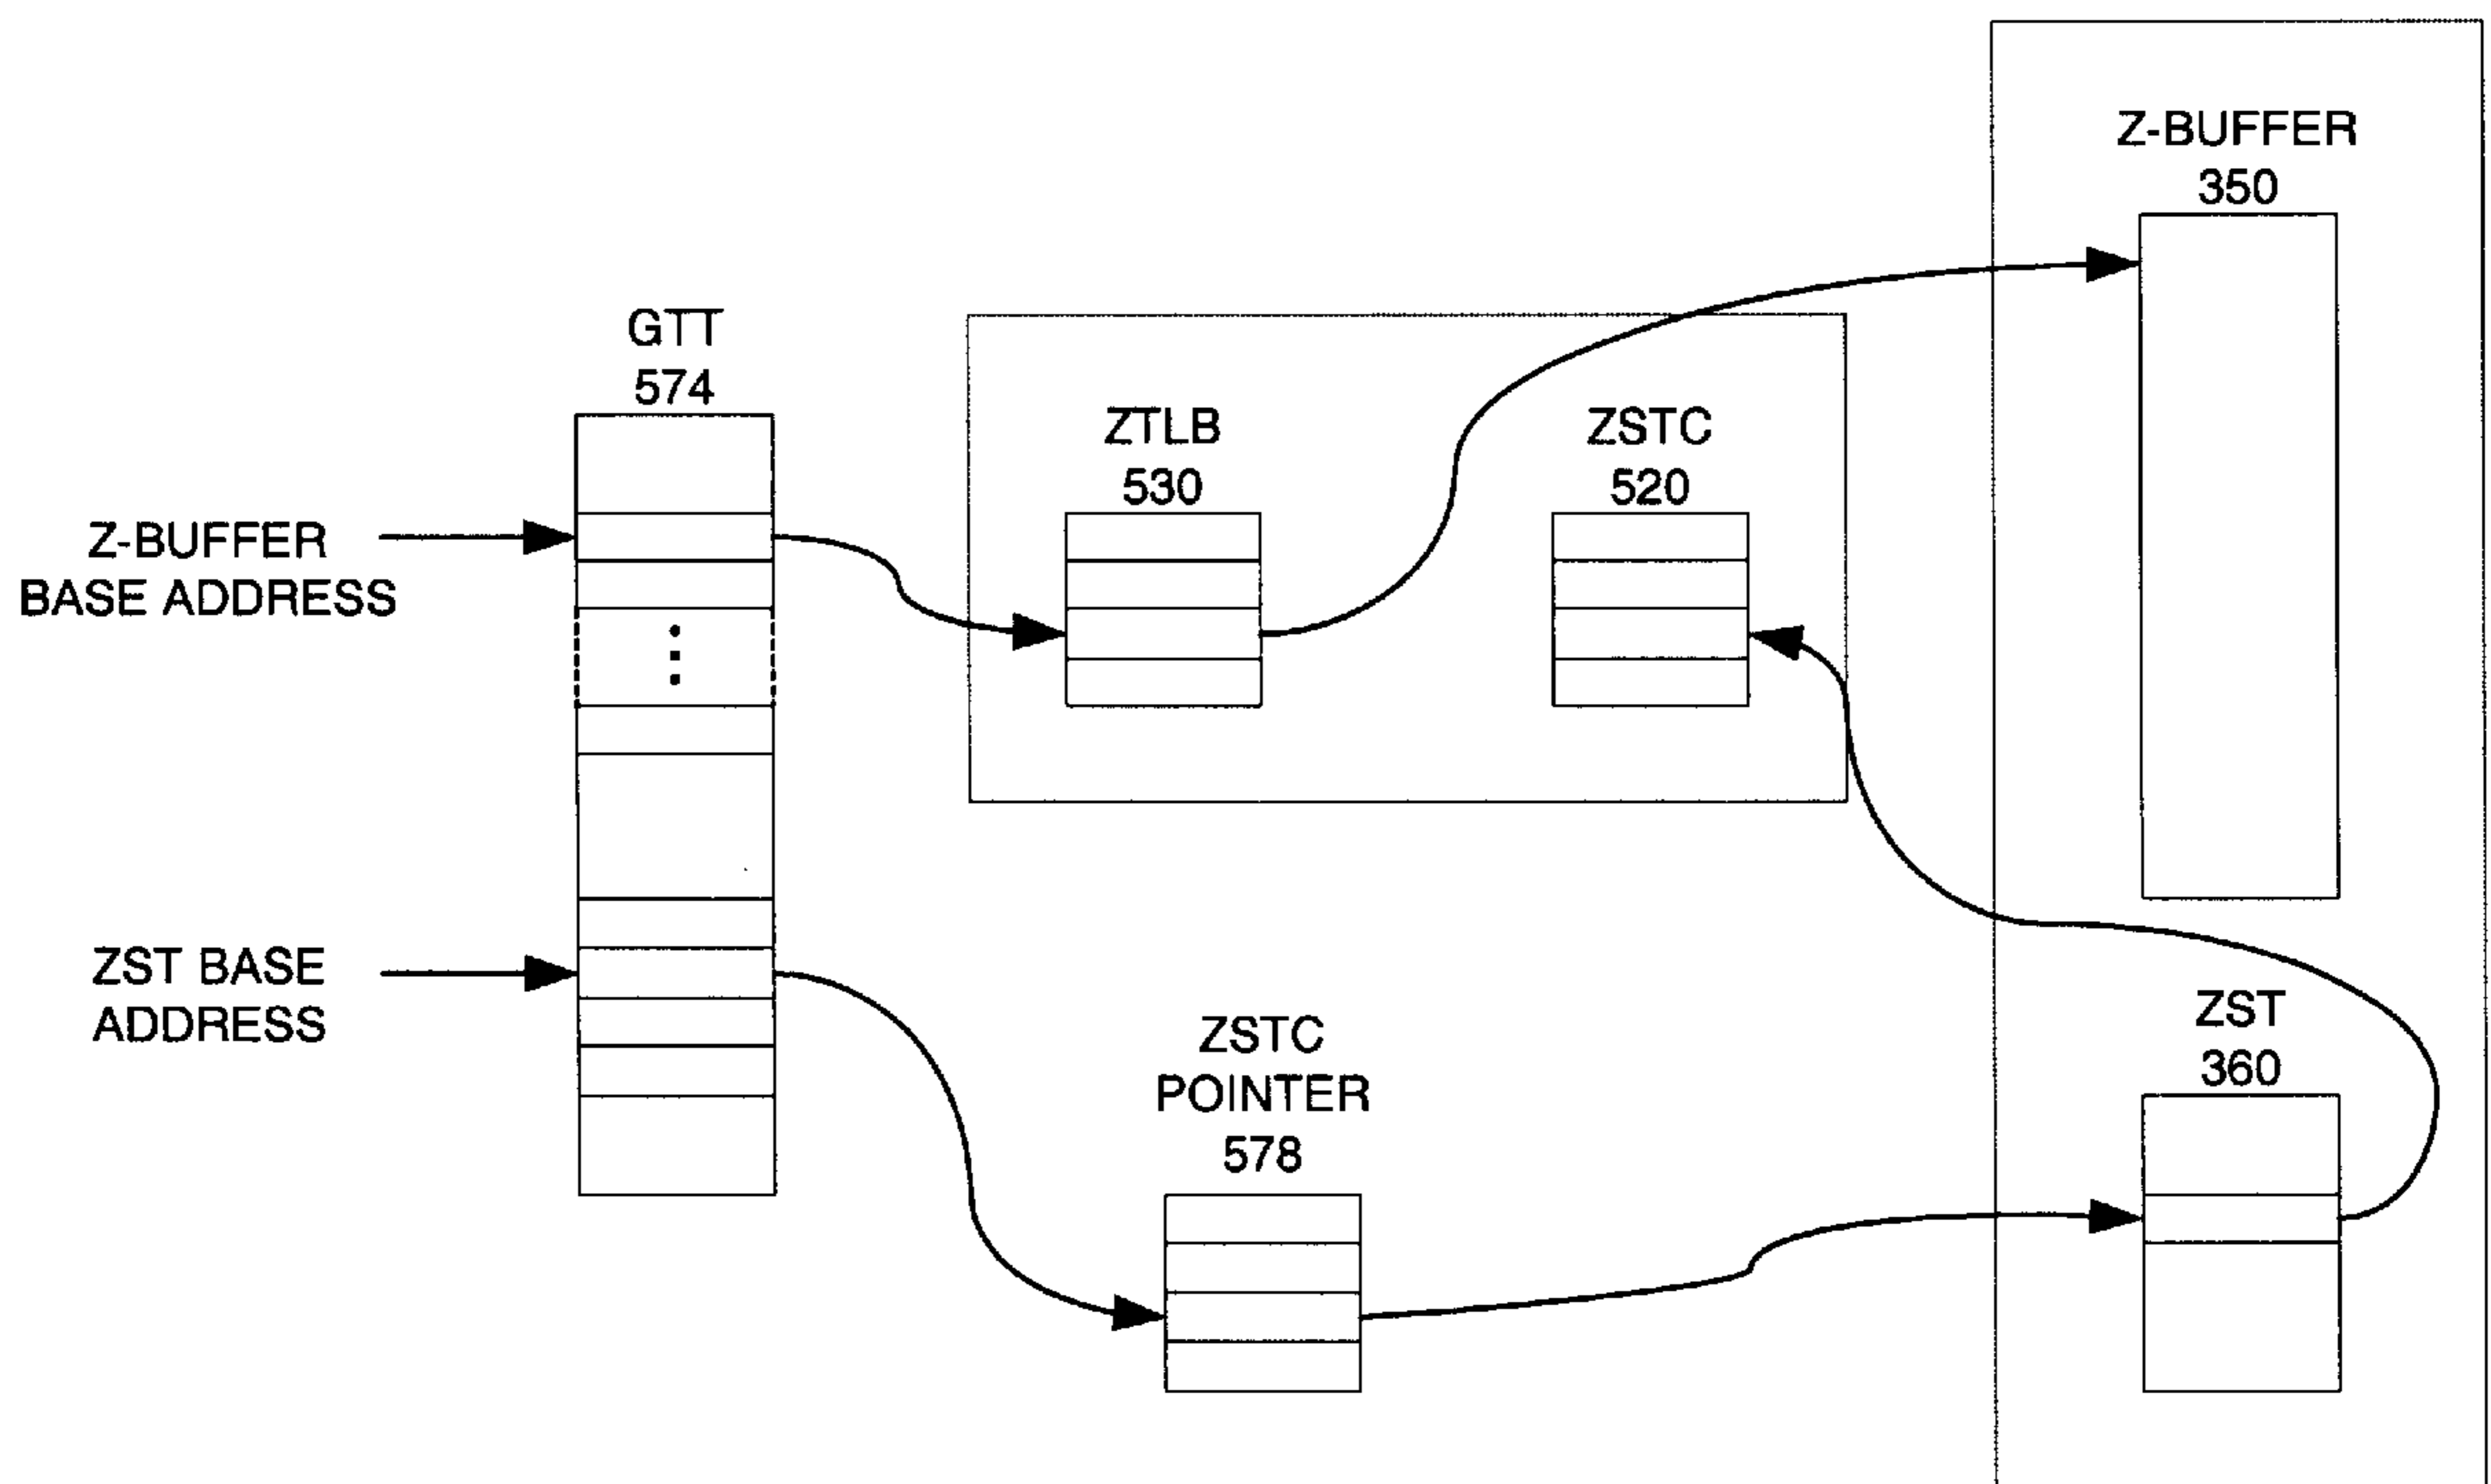 Z-BUFFER
350
GTT
574
ZTLB
530
ZSTC
520
Z-BUFFER
BASE ADDRESS
ZST BASE
ADDRESS
ZSTC
POINTER
578
ZST
360